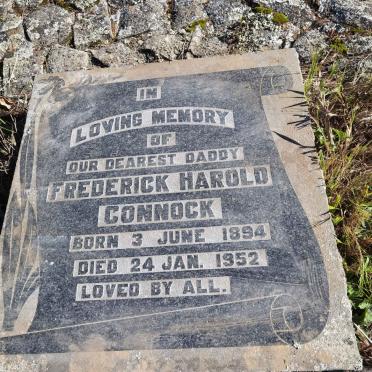 IN
LOVING MEMORY
OF
OUR DEAREST DADDY
FREDERICK HAROLD
CONNOCK
BORN 3 JUNE 1894
DIED 24 JAN. 1952
LOVED BY ALL.